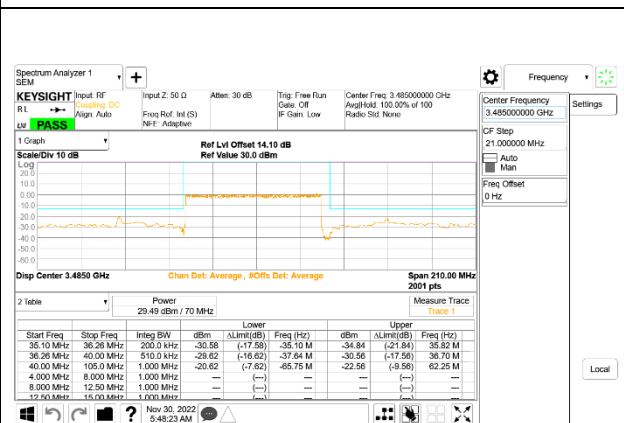 Spectrum Analyzer 1
SEM
+
Frequency
KEYSIGHT Input: RF Input Z: 50 Ω Atten: 30 dB Trig: Free Run Center Freq: 3.485000000 GHz
Coupling: DC Gate: Off Avg|Hold: 100.00% of 100
R L Align: Auto Freq Ref: Int (S) IF Gain: Low Radio Std: None
PASS NFE: Adaptive
Center Frequency
3.485000000 GHz
Settings
CF Step
21.000000 MHz
Auto
Man
Freq Offset
0 Hz
1 Graph
Ref Lvl Offset 14.10 dB
Scale/Div 10 dB Ref Value 30.0 dBm
Log
20.0
10.0
0.00
10.0
-20.0
-30.0
-40.0
-50.0
-60.0
Disp Center 3.4850 GHz Chan Det: Average , #Offs Det: Average Span 210.00 MHz
2001 pts
2 Table
Power
29.49 dBm / 70 MHz
Measure Trace
Trace 1
Lower Upper
Start Freq Stop Freq Integ BW dBm ΔLimit(dB) Freq (Hz) dBm ΔLimit(dB) Freq (Hz)
35.10 MHz 36.26 MHz 200.0 kHz -30.58 (-17.58) -35.10 M -34.84 (-21.84) 35.82 M
36.26 MHz 40.00 MHz 510.0 kHz -29.62 (-16.62) -37.64 M -30.56 (-17.56) 36.70 M
40.00 MHz 105.0 MHz 1.000 MHz -20.62 (-7.62) -65.75 M -22.56 (-9.56) 62.25 M
4.000 MHz 8.000 MHz 1.000 MHz --- (---) --- --- (---) ---
8.000 MHz 12.50 MHz 1.000 MHz --- (---) --- --- (---) ---
12.50 MHz 15.00 MHz 1.000 MHz --- (---) --- --- (---) ---
Local
? Nov 30, 2022
5:48:23 AM